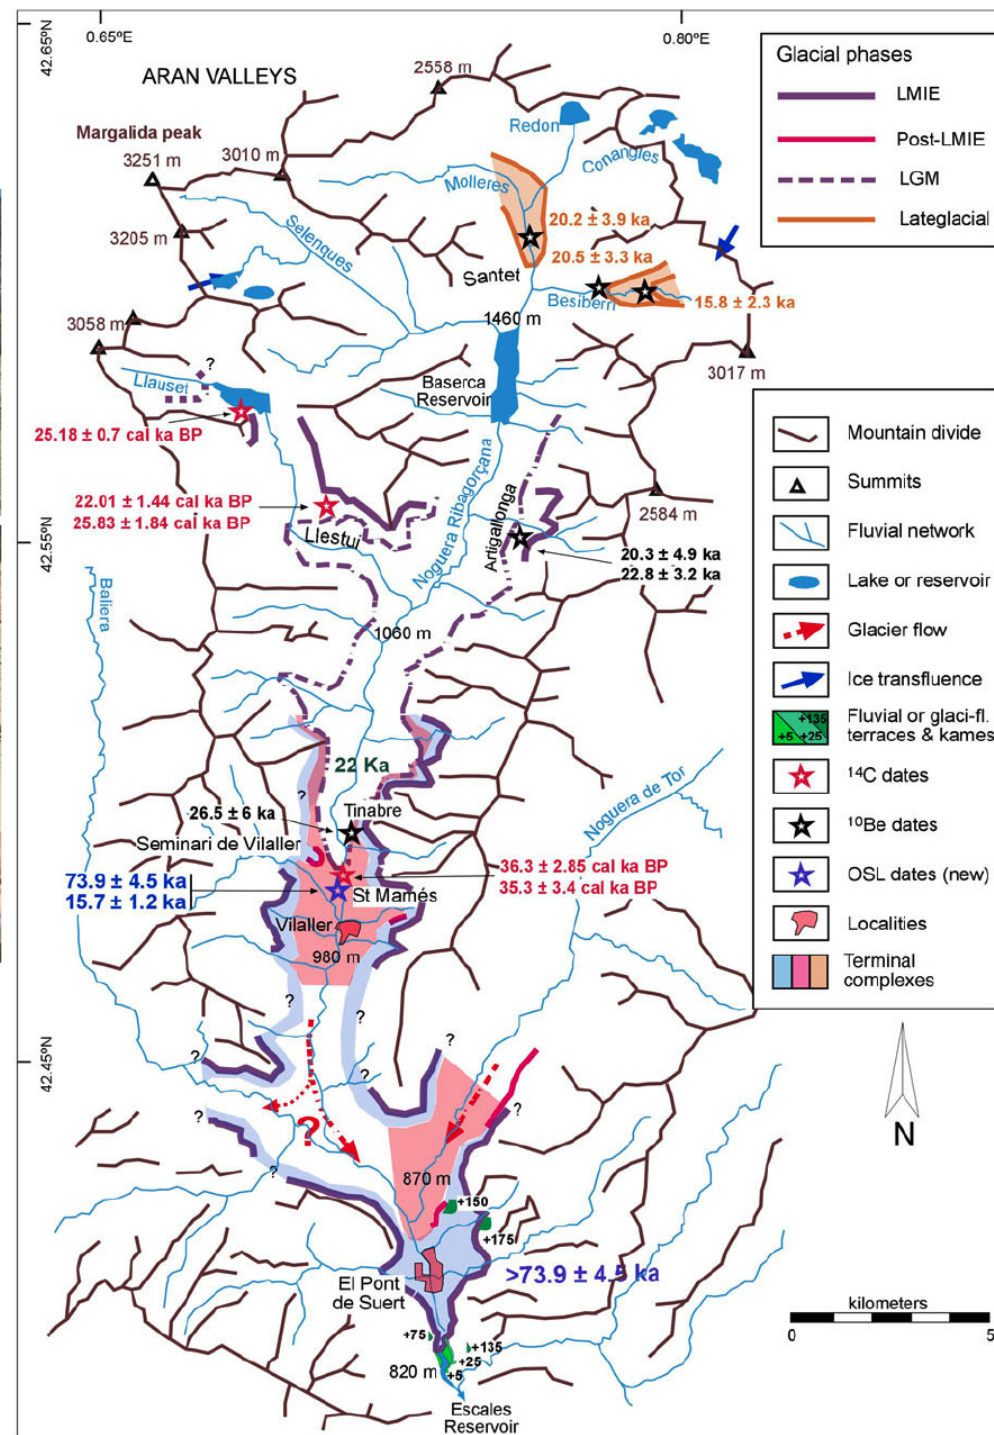 0.65ºE
0.80ºE
42.65ºN
42.55ºN
42.45ºN
ARAN VALLEYS
2558 m
Margalida peak
3251 m
3010 m
3205 m
3058 m
Redon
Conangles
Molleres
Selenques
20.2 ± 3.9 ka
20.5 ± 3.3 ka
Santet
Besiberri
15.8 ± 2.3 ka
1460 m
3017 m
?
Llauset
Baserca
Reservoir
25.18 ± 0.7 cal ka BP
22.01 ± 1.44 cal ka BP
25.83 ± 1.84 cal ka BP
Llestui
Noguera Ribagorçana
Artigallonga
2584 m
20.3 ± 4.9 ka
22.8 ± 3.2 ka
Baliera
1060 m
22 Ka
?
26.5 ± 6 ka
Tinabre
Noguera de Tor
Seminari de Vilaller
36.3 ± 2.85 cal ka BP
35.3 ± 3.4 cal ka BP
73.9 ± 4.5 ka
15.7 ± 1.2 ka
St Mamés
Vilaller
980 m
?
?
?
?
?
?
?
?
?
870 m
+150
+175
>73.9 ± 4.5 ka
El Pont
de Suert
+75
+135
+25
820 m
+5
Escales
Reservoir
Glacial phases
LMIE
Post-LMIE
LGM
Lateglacial
Mountain divide
Summits
Fluvial network
Lake or reservoir
Glacier flow
Ice transfluence
+135
+5 +25
Fluvial or glaci-fl.
terraces & kames
14C dates
10Be dates
OSL dates (new)
Localities
Terminal
complexes
N
kilometers
0
5